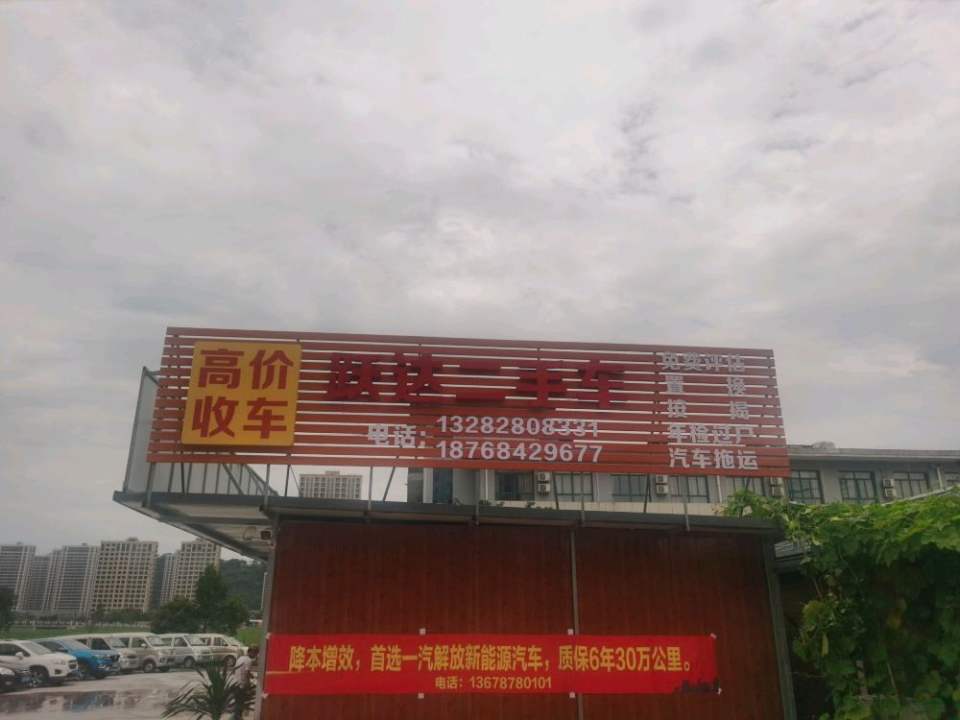 高价
收车
跃达二手车
电话：13282808331
18768429677
免费评估
置换
按揭
年检过户
汽车拖运
降本增效，首选一汽解放新能源汽车，质保6年30万公里。
电话：13678780101